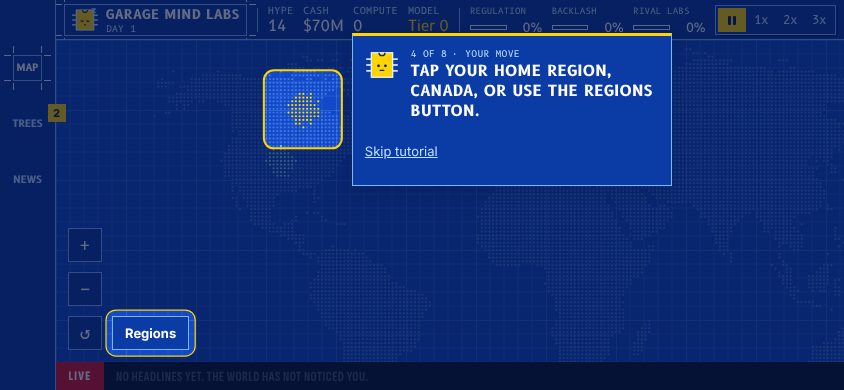 GARAGE MIND LABS
DAY 1
HYPE
14
CASH
$70M
COMPUTE
0
MODEL
Tier 0
REGULATION
0%
BACKLASH
0%
RIVAL LABS
0%
1x 2x 3x
MAP
TREES
2
NEWS
4 OF 8 · YOUR MOVE
TAP YOUR HOME REGION,
CANADA, OR USE THE REGIONS
BUTTON.
Skip tutorial
+
−
↺
Regions
LIVE
NO HEADLINES YET. THE WORLD HAS NOT NOTICED YOU.